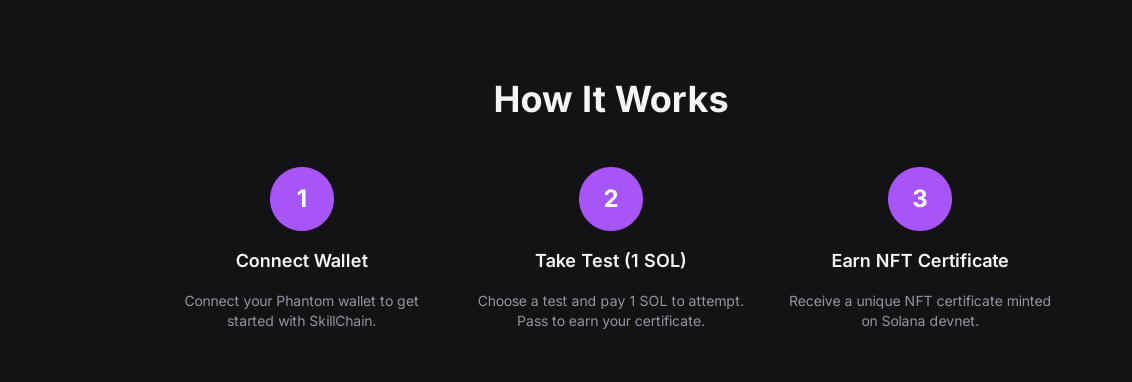 How It Works
1
2
3
Connect Wallet
Take Test (1 SOL)
Earn NFT Certificate
Connect your Phantom wallet to get
started with SkillChain.
Choose a test and pay 1 SOL to attempt.
Pass to earn your certificate.
Receive a unique NFT certificate minted
on Solana devnet.